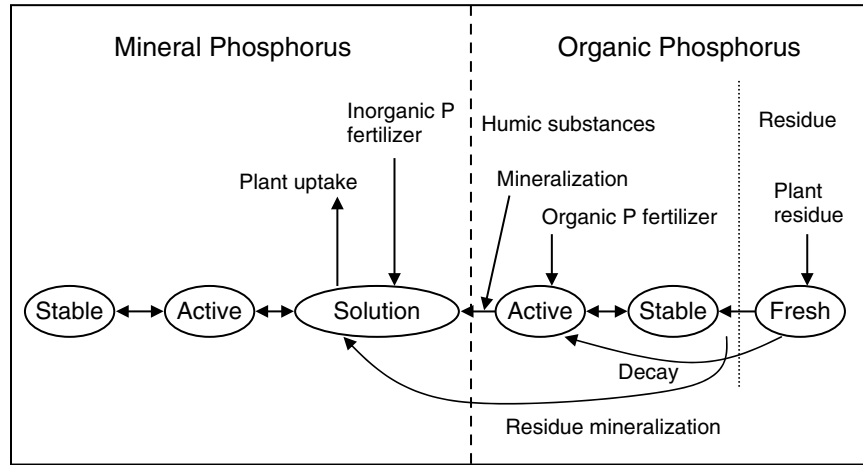 Mineral Phosphorus
Organic Phosphorus
Inorganic P
fertilizer
Humic substances
Residue
Plant uptake
Mineralization
Organic P fertilizer
Plant
residue
Stable
Active
Solution
Active
Stable
Fresh
Decay
Residue mineralization